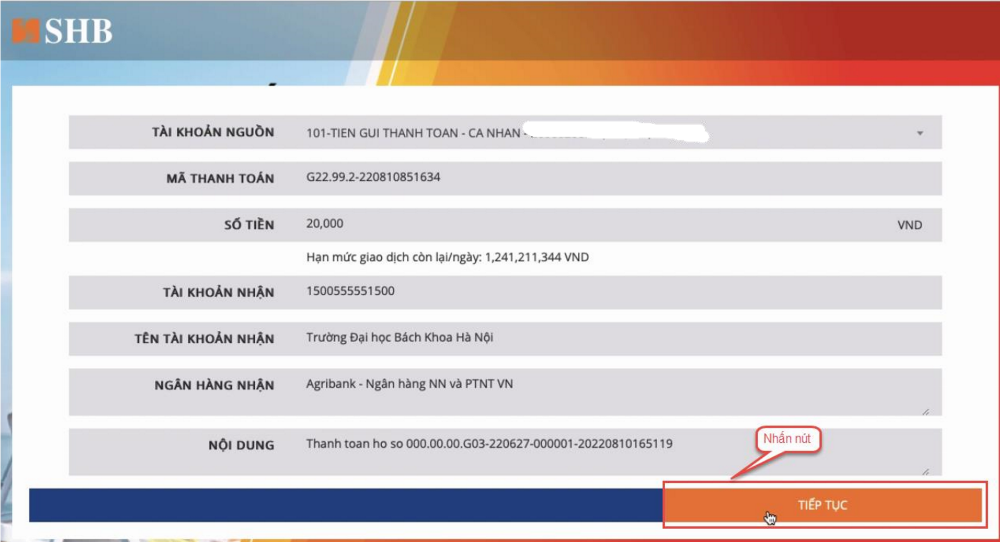 SHB
TÀI KHOẢN NGUỒN 101-TIEN GUI THANH TOAN - CA NHAN -
MÃ THANH TOÁN G22.99.2-220810851634
SỐ TIỀN 20,000 VND
Hạn mức giao dịch còn lại/ngày: 1,241,211,344 VND
TÀI KHOẢN NHẬN 1500555551500
TÊN TÀI KHOẢN NHẬN Trường Đại học Bách Khoa Hà Nội
NGÂN HÀNG NHẬN Agribank - Ngân hàng NN và PTNT VN
NỘI DUNG Thanh toan ho so 000.00.00.G03-220627-000001-20220810165119
Nhấn nút
TIẾP TỤC